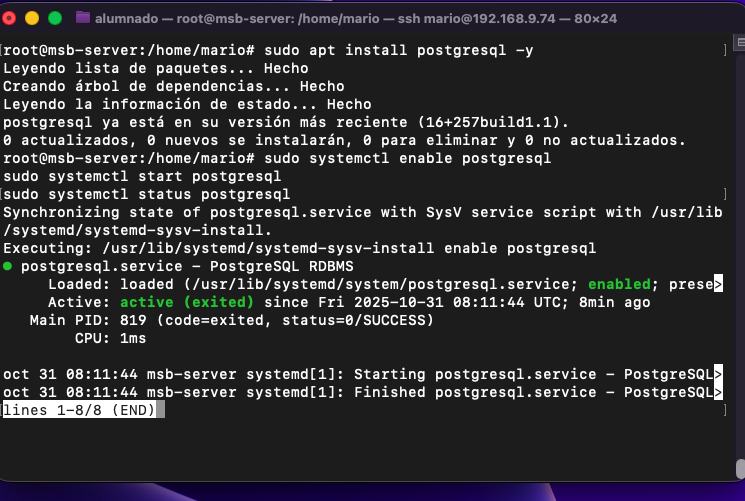 alumnado — root@msb-server: /home/mario — ssh mario@192.168.9.74 — 80×24
[root@msb-server:/home/mario# sudo apt install postgresql -y ]
Leyendo lista de paquetes... Hecho
Creando árbol de dependencias... Hecho
Leyendo la información de estado... Hecho
postgresql ya está en su versión más reciente (16+257build1.1).
0 actualizados, 0 nuevos se instalarán, 0 para eliminar y 0 no actualizados.
root@msb-server:/home/mario# sudo systemctl enable postgresql
sudo systemctl start postgresql
[sudo systemctl status postgresql ]
Synchronizing state of postgresql.service with SysV service script with /usr/lib
/systemd/systemd-sysv-install.
Executing: /usr/lib/systemd/systemd-sysv-install enable postgresql
● postgresql.service - PostgreSQL RDBMS
Loaded: loaded (/usr/lib/systemd/system/postgresql.service; enabled; prese>
Active: active (exited) since Fri 2025-10-31 08:11:44 UTC; 8min ago
Main PID: 819 (code=exited, status=0/SUCCESS)
CPU: 1ms
oct 31 08:11:44 msb-server systemd[1]: Starting postgresql.service - PostgreSQL>
oct 31 08:11:44 msb-server systemd[1]: Finished postgresql.service - PostgreSQL>
[lines 1-8/8 (END) ]